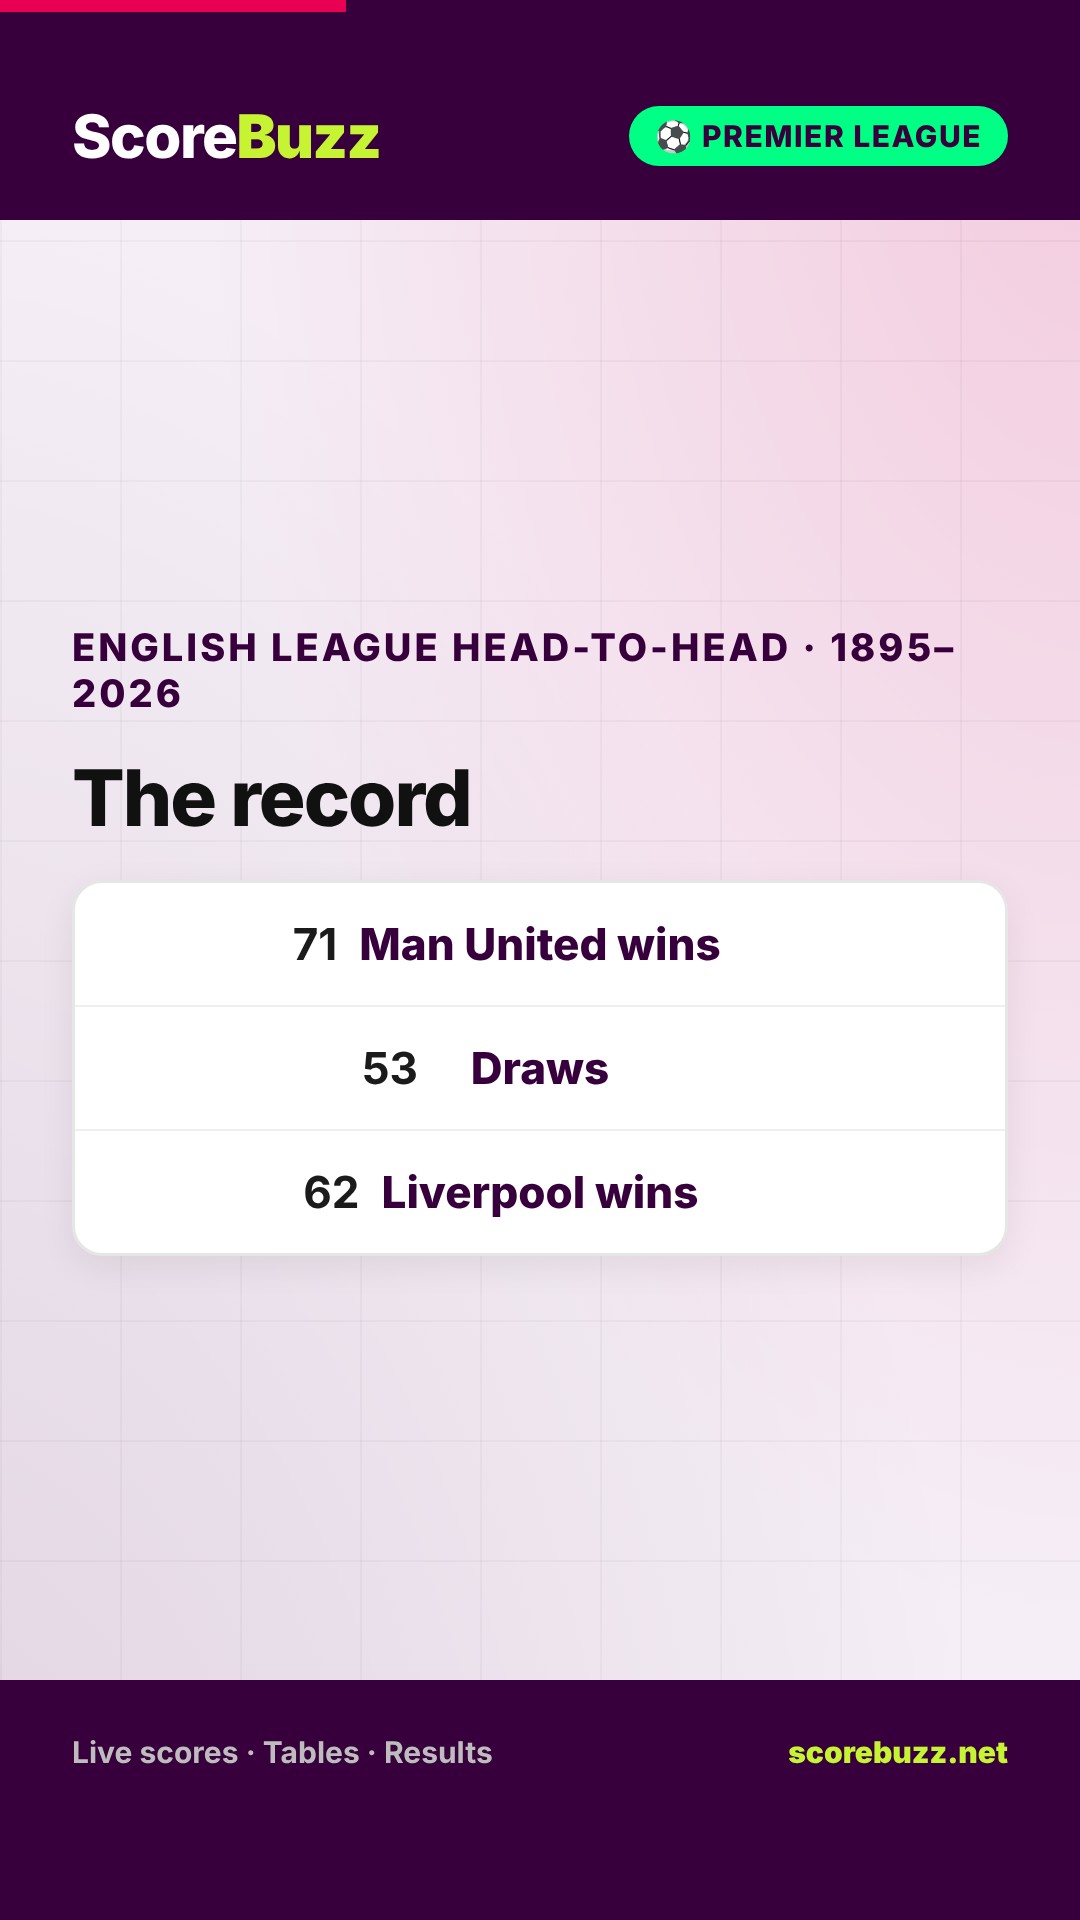 ScoreBuzz
⚽ PREMIER LEAGUE
ENGLISH LEAGUE HEAD-TO-HEAD · 1895–
2026
The record
71 Man United wins
53 Draws
62 Liverpool wins
Live scores · Tables · Results
scorebuzz.net